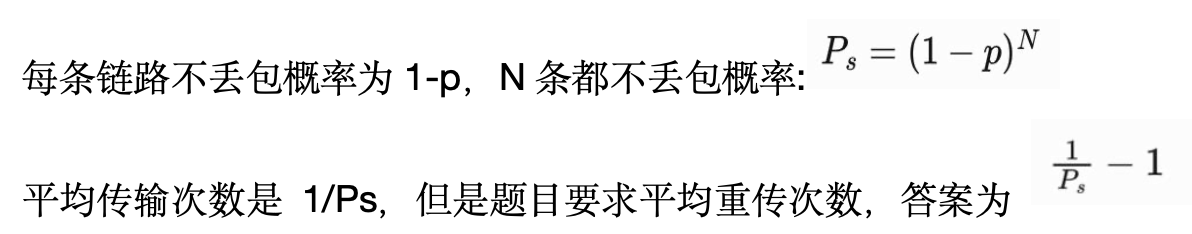 每条链路不丢包概率为 1-p，N 条都不丢包概率: P_s = (1 − p)^N
平均传输次数是 1/Ps，但是题目要求平均重传次数，答案为 1/P_s − 1